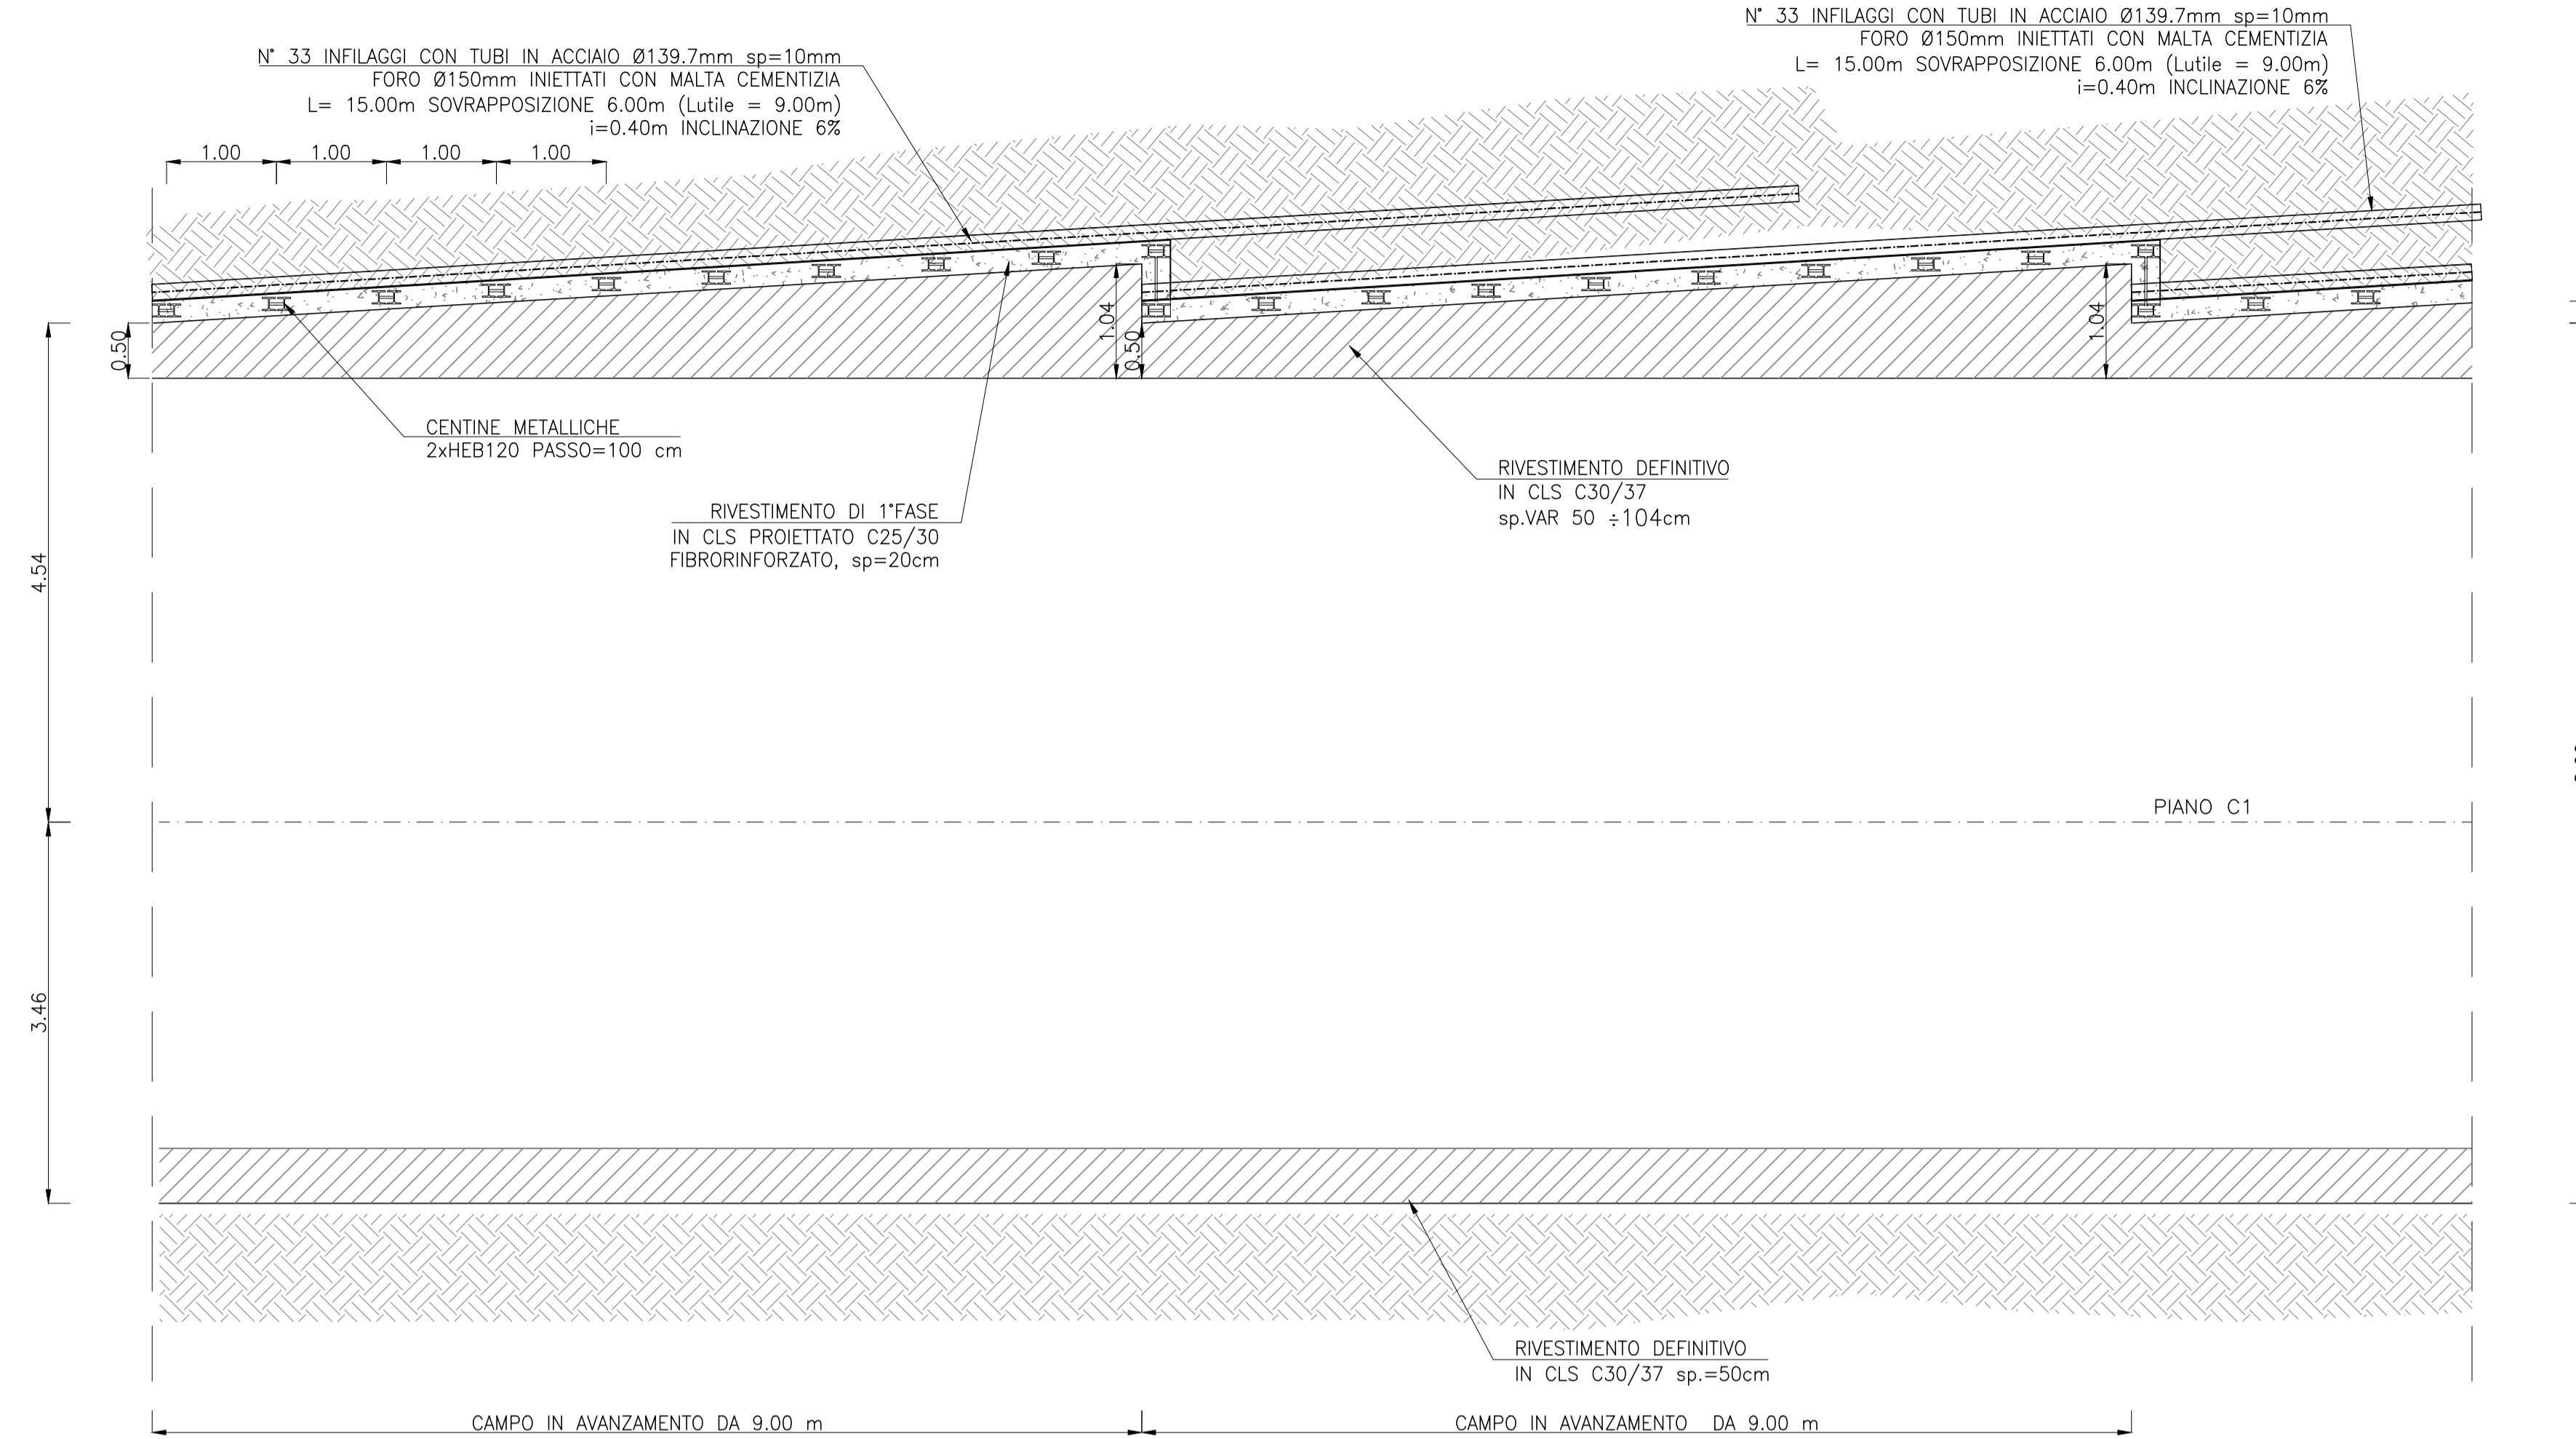 N° 33 INFILAGGI CON TUBI IN ACCIAIO Ø139.7mm sp=10mm
FORO Ø150mm INIETTATI CON MALTA CEMENTIZIA
L= 15.00m SOVRAPPOSIZIONE 6.00m (Lutile = 9.00m)
i=0.40m INCLINAZIONE 6%
N° 33 INFILAGGI CON TUBI IN ACCIAIO Ø139.7mm sp=10mm
FORO Ø150mm INIETTATI CON MALTA CEMENTIZIA
L= 15.00m SOVRAPPOSIZIONE 6.00m (Lutile = 9.00m)
i=0.40m INCLINAZIONE 6%
1.00
1.00
1.00
1.00
0.50
1.04
0.50
1.04
CENTINE METALLICHE
2xHEB120 PASSO=100 cm
RIVESTIMENTO DI 1°FASE
IN CLS PROIETTATO C25/30
FIBRORINFORZATO, sp=20cm
RIVESTIMENTO DEFINITIVO
IN CLS C30/37
sp.VAR 50 ÷104cm
4.54
PIANO C1
3.46
RIVESTIMENTO DEFINITIVO
IN CLS C30/37 sp.=50cm
CAMPO IN AVANZAMENTO DA 9.00 m
CAMPO IN AVANZAMENTO DA 9.00 m